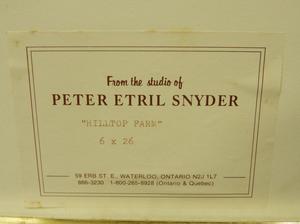 From the studio of
PETER ETRIL SNYDER
"HILLTOP FARM"
6 x 26
59 ERB ST. E., WATERLOO, ONTARIO N2J 1L7
886-3230 1-800-265-8928 (Ontario & Quebec)